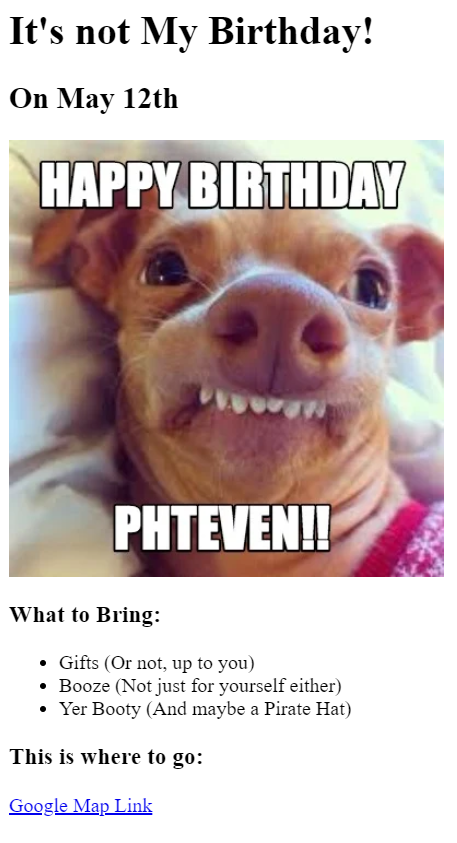 It's not My Birthday!
On May 12th
HAPPY BIRTHDAY
PHTEVEN!!
What to Bring:
Gifts (Or not, up to you)
Booze (Not just for yourself either)
Yer Booty (And maybe a Pirate Hat)
This is where to go:
Google Map Link